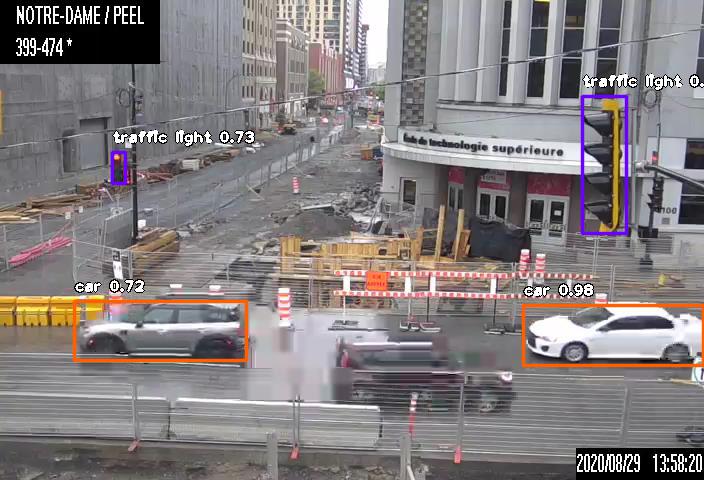 NOTRE-DAME / PEEL
399-474 *
traffic light 0.
traffic light 0.73
École de technologie supérieure
1100
car 0.72
car 0.98
2020/08/29 13:58:20